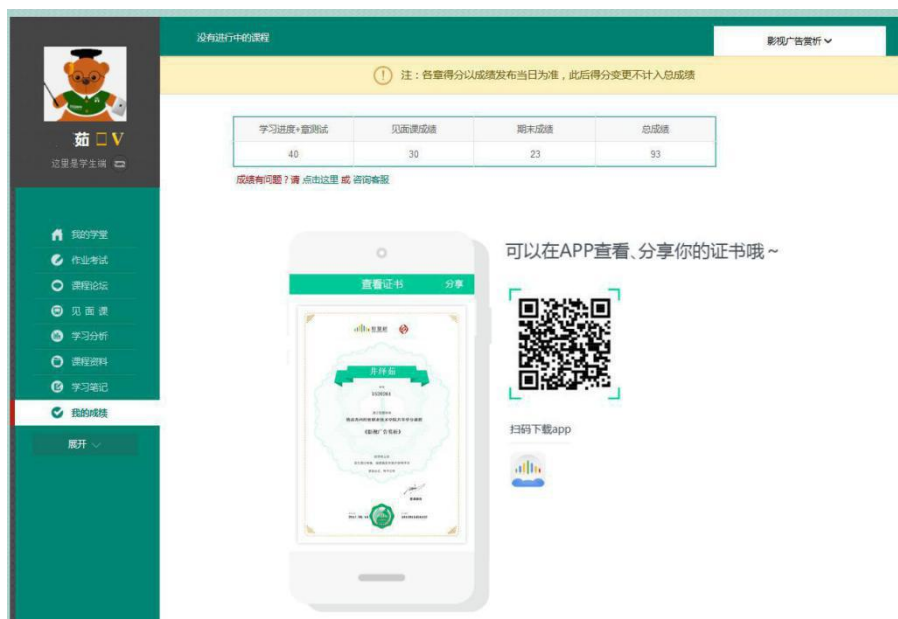 没有进行中的课程
影视广告赏析
注：各章得分以成绩发布当日为准，此后得分变更不计入总成绩
茹 V
这里是学生端
学习进度+章测试 见面课成绩 期末成绩 总成绩
40 30 23 93
成绩有问题？请 点击这里 或 咨询客服
我的学堂
作业考试
课程论坛
见面课
学习分析
课程资料
学习笔记
我的成绩
展开
可以在APP查看、分享你的证书哦～
查看证书 分享
《影视广告赏析》
扫码下载app